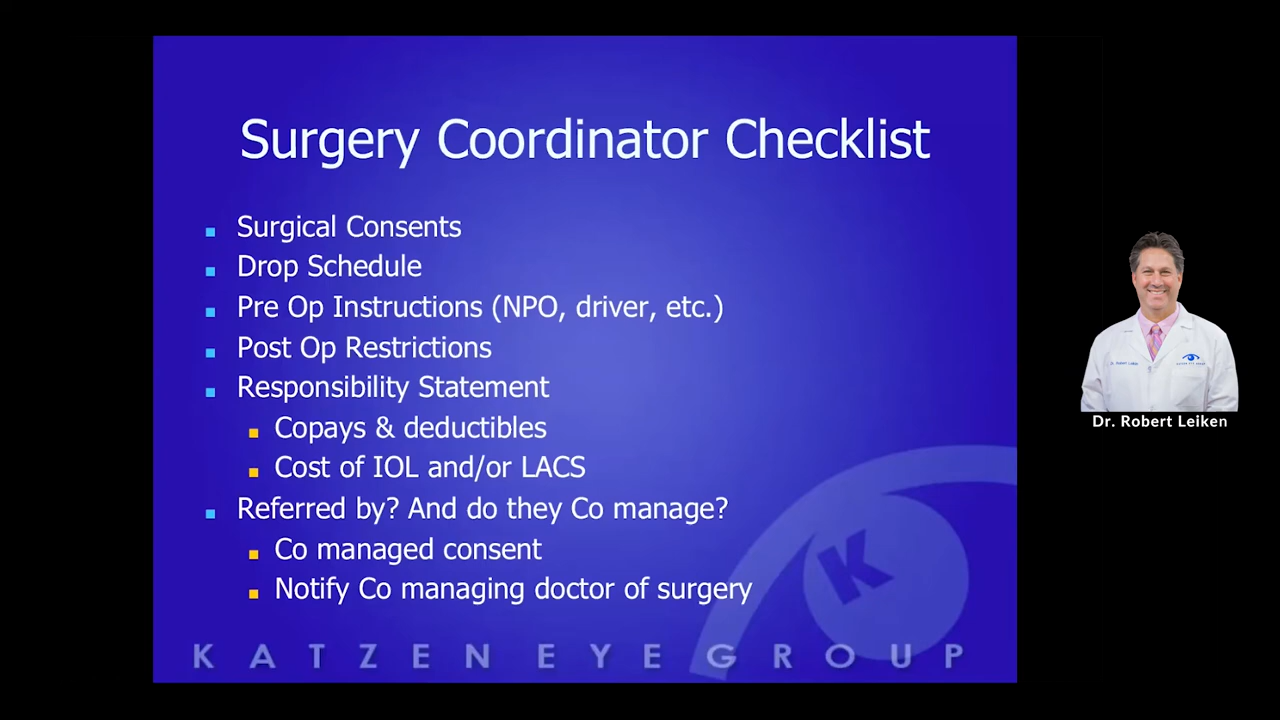 Surgery Coordinator Checklist
Surgical Consents
Drop Schedule
Pre Op Instructions (NPO, driver, etc.)
Post Op Restrictions
Responsibility Statement
Copays & deductibles
Cost of IOL and/or LACS
Referred by? And do they Co manage?
Co managed consent
Notify Co managing doctor of surgery
K
KATZEN EYE GROUP
Dr. Robert Leiken